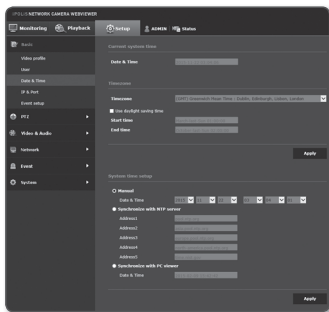 iPOLiS NETWORK CAMERA-WEBVIEWER
Monitoring Playback Setup ADMIN Status
Basic
Video profile
User
Date & Time
IP & Port
Event setup
PTZ
Video & Audio
Network
Event
System
Current system time
Date & Time
Timezone
Timezone (GMT) Greenwich Mean Time : Dublin, Edinburgh, Lisbon, London
Use daylight saving time
Start time
End time
Apply
System time setup
Manual
Date & Time
Synchronize with NTP server
Address1
Address2
Address3
Address4
Address5
Synchronize with PC viewer
Date & Time
Apply